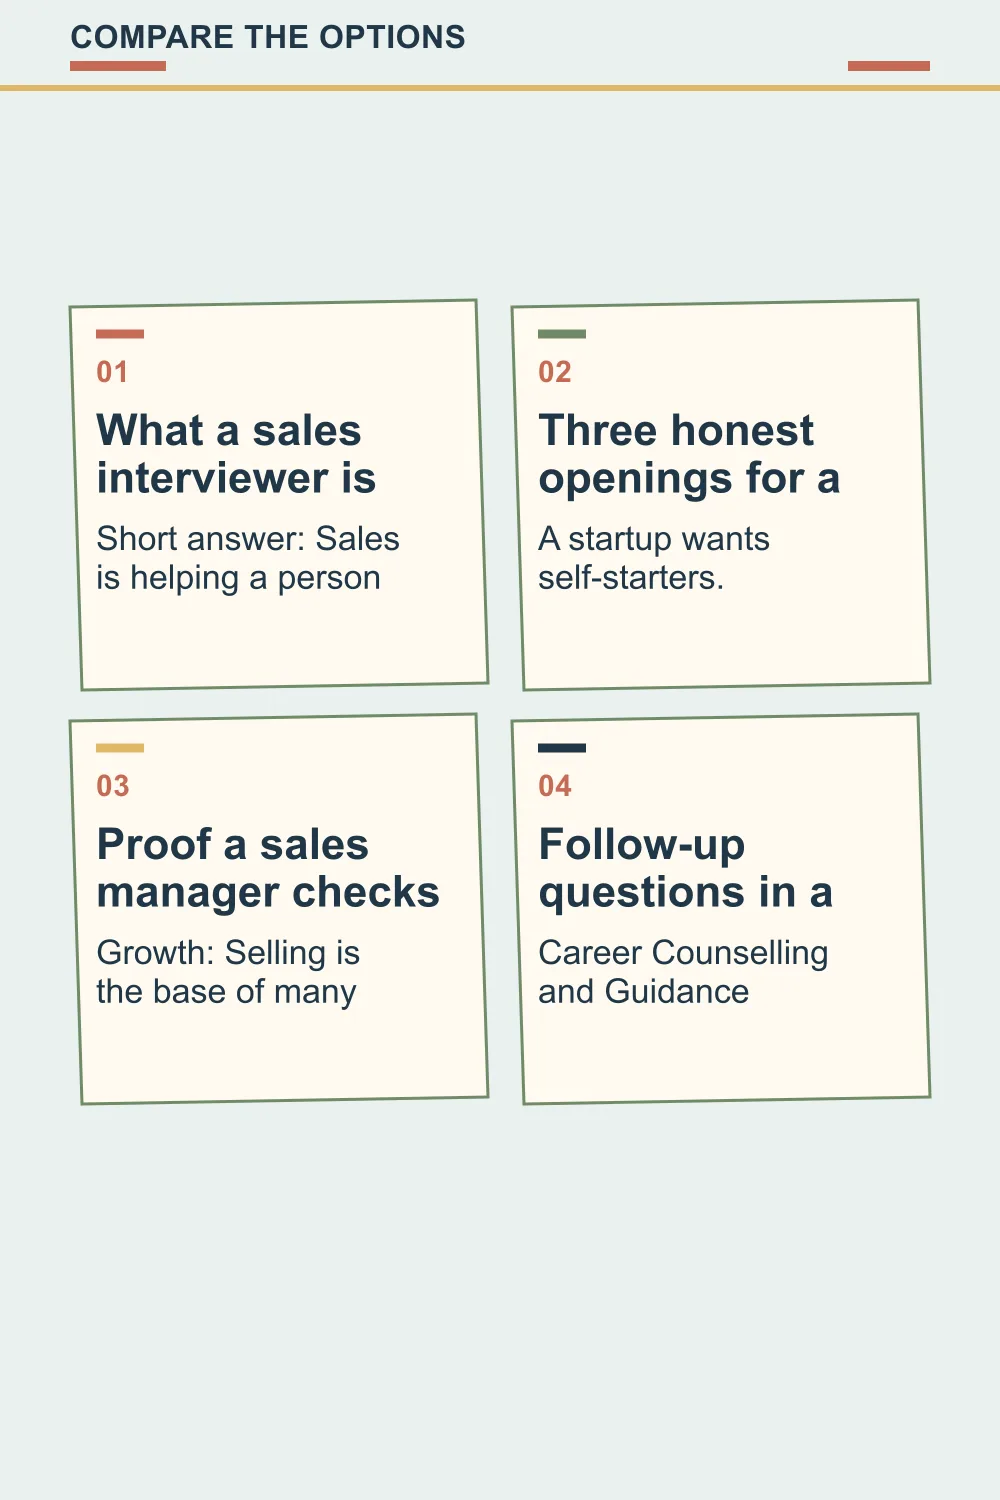 COMPARE THE OPTIONS
01
What a sales
interviewer is
Short answer: Sales
is helping a person
02
Three honest
openings for a
A startup wants
self-starters.
03
Proof a sales
manager checks
Growth: Selling is
the base of many
04
Follow-up
questions in a
Career Counselling
and Guidance